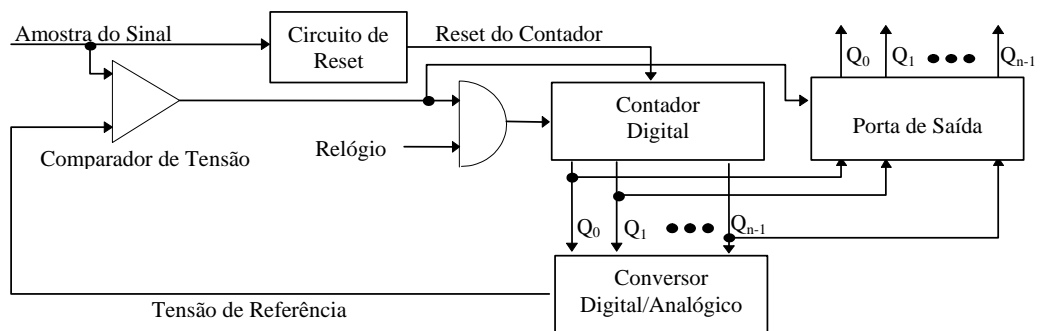 Amostra do Sinal
Circuito de
Reset
Reset do Contador
Q0 Q1 Qn-1
Contador
Digital
Porta de Saída
Relógio
Comparador de Tensão
Q0 Q1 Qn-1
Conversor
Digital/Analógico
Tensão de Referência